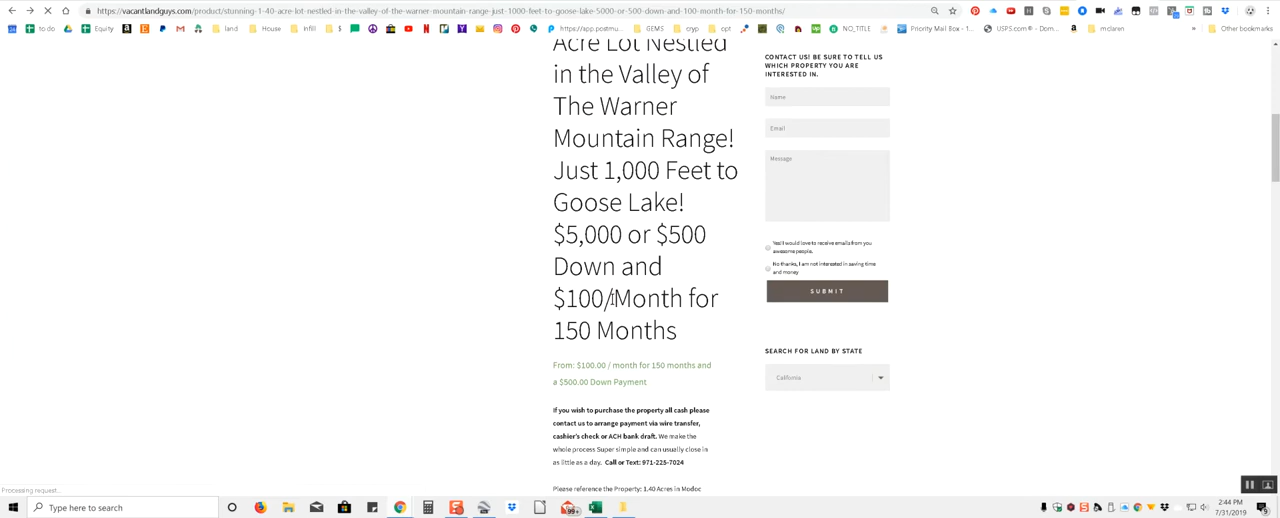 https://vacantlandguys.com/product/stunning-1-40-acre-lot-nestled-in-the-valley-of-the-warner-mountain-range-just-1000-feet-to-goose-lake-5000-or-500-down-and-100-month-for-150-months/
to do
Equity
land
House
Infill
$
https://app.postmu...
GEMS
cryp
opt
NO_TITLE
Priority Mail Box - 1...
USPS.com® - Dom...
mclaren
Other bookmarks
Acre Lot Nestled
in the Valley of
The Warner
Mountain Range!
Just 1,000 Feet to
Goose Lake!
$5,000 or $500
Down and
$100/Month for
150 Months
From: $100.00 / month for 150 months and
a $500.00 Down Payment
If you wish to purchase the property all cash please
contact us to arrange payment via wire transfer,
cashier's check or ACH bank draft. We make the
whole process Super simple and can usually close in
as little as a day. Call or Text: 971-225-7024
Please reference the Property: 1.40 Acres in Modoc
CONTACT US! BE SURE TO TELL US
WHICH PROPERTY YOU ARE
INTERESTED IN.
Name
Email
Message
Yes!I would love to receive emails from you
awesome people.
No thanks, I am not interested in saving time
and money
SUBMIT
SEARCH FOR LAND BY STATE
California
Processing request...
Type here to search
99+
2:44 PM
7/31/2019